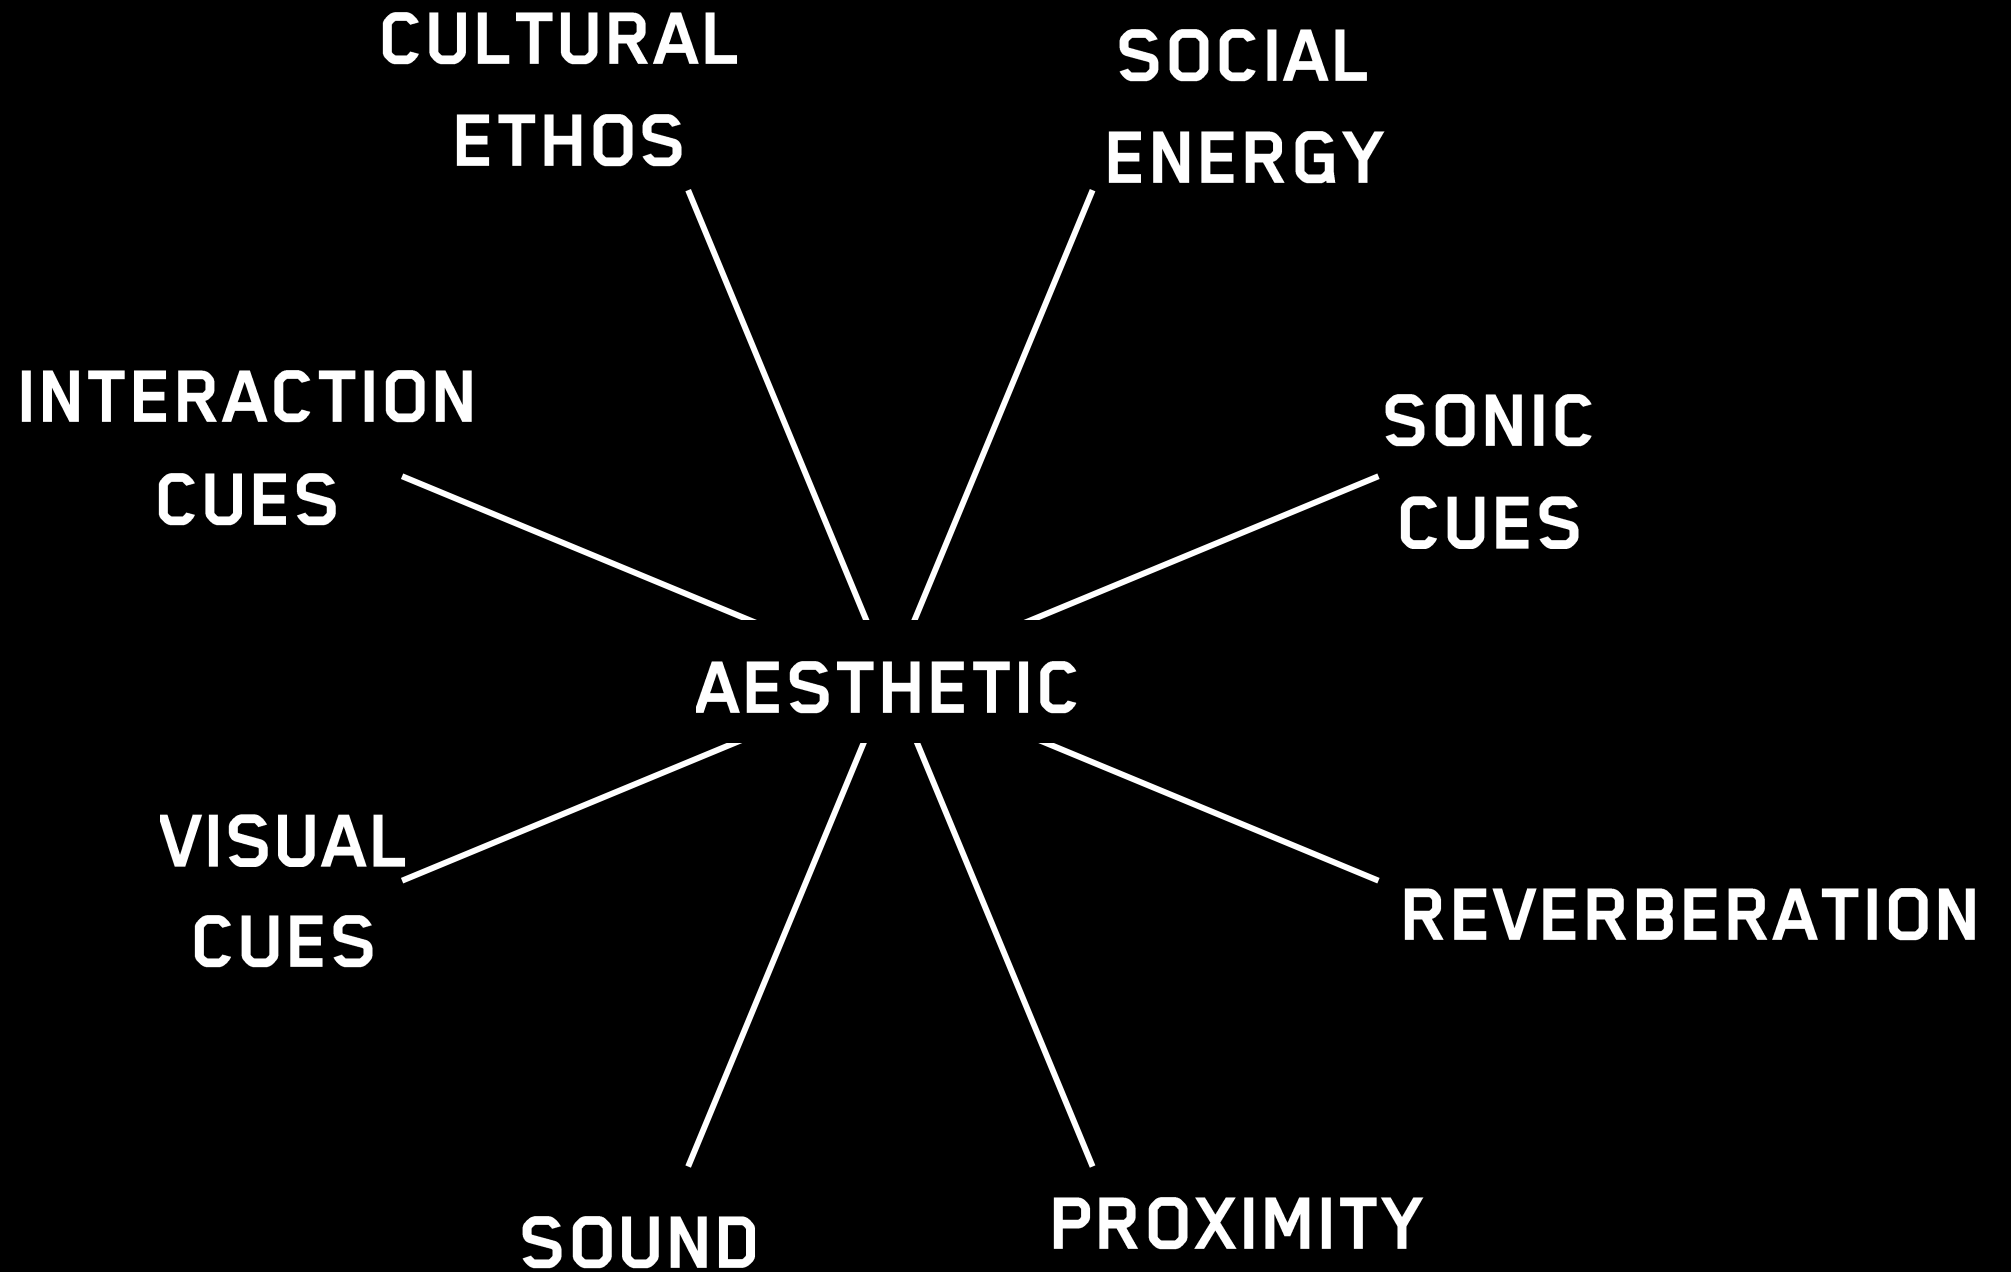 CULTURAL
ETHOS
SOCIAL
ENERGY
INTERACTION
CUES
SONIC
CUES
AESTHETIC
VISUAL
CUES
REVERBERATION
SOUND
PROXIMITY